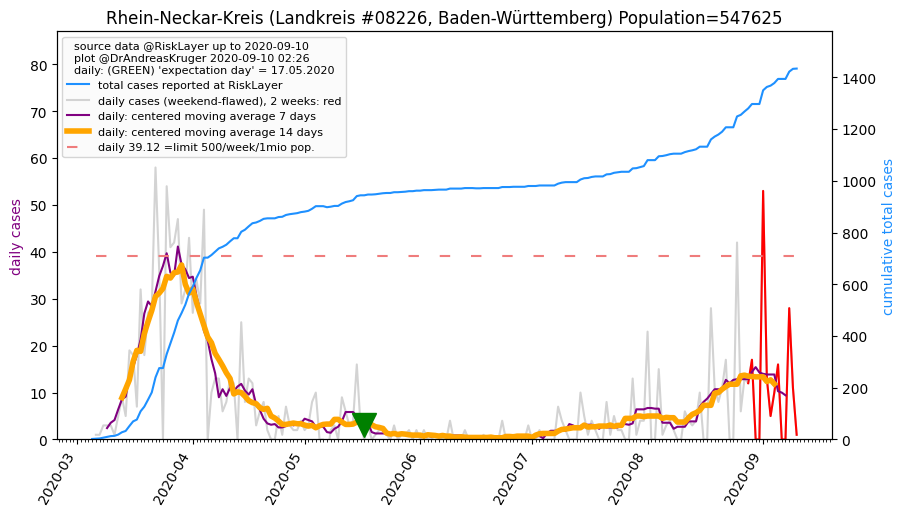 Rhein-Neckar-Kreis (Landkreis #08226, Baden-Württemberg) Population=547625
source data @RiskLayer up to 2020-09-10
plot @DrAndreasKruger 2020-09-10 02:26
daily: (GREEN) 'expectation day' = 17.05.2020
total cases reported at RiskLayer
daily cases (weekend-flawed), 2 weeks: red
daily: centered moving average 7 days
daily: centered moving average 14 days
daily 39.12 =limit 500/week/1mio pop.
daily cases
80
70
60
50
40
30
20
10
0
cumulative total cases
1400
1200
1000
800
600
400
200
0
2020-03
2020-04
2020-05
2020-06
2020-07
2020-08
2020-09